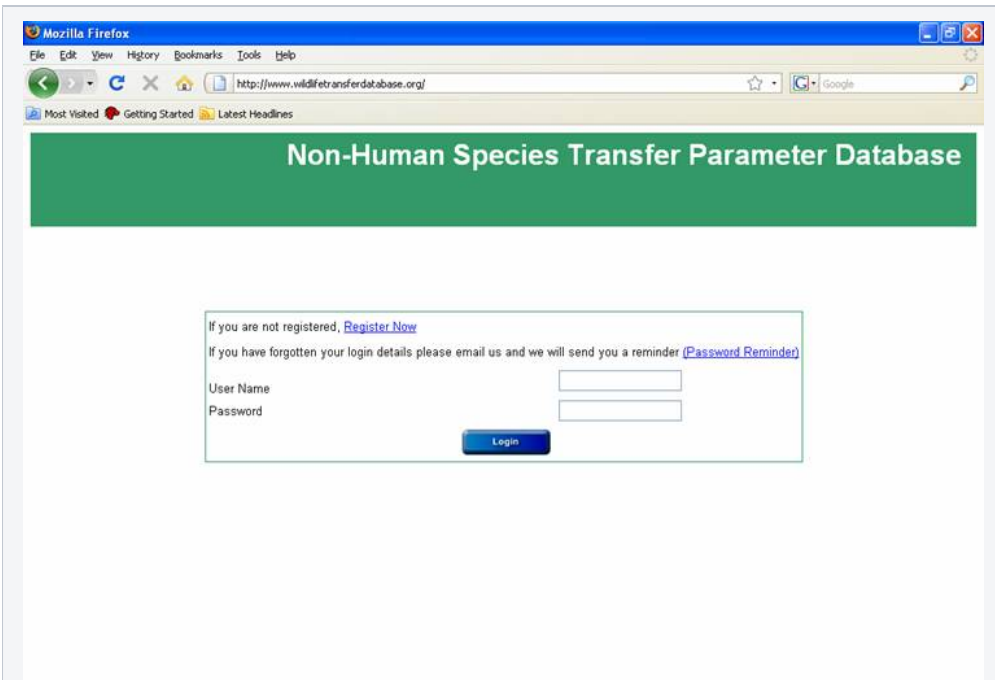 Mozilla Firefox
File Edit View History Bookmarks Tools Help
http://www.wildlifetransferdatabase.org/
G Google
Most Visited Getting Started Latest Headlines
Non-Human Species Transfer Parameter Database
If you are not registered, Register Now
If you have forgotten your login details please email us and we will send you a reminder (Password Reminder)
User Name
Password
Login